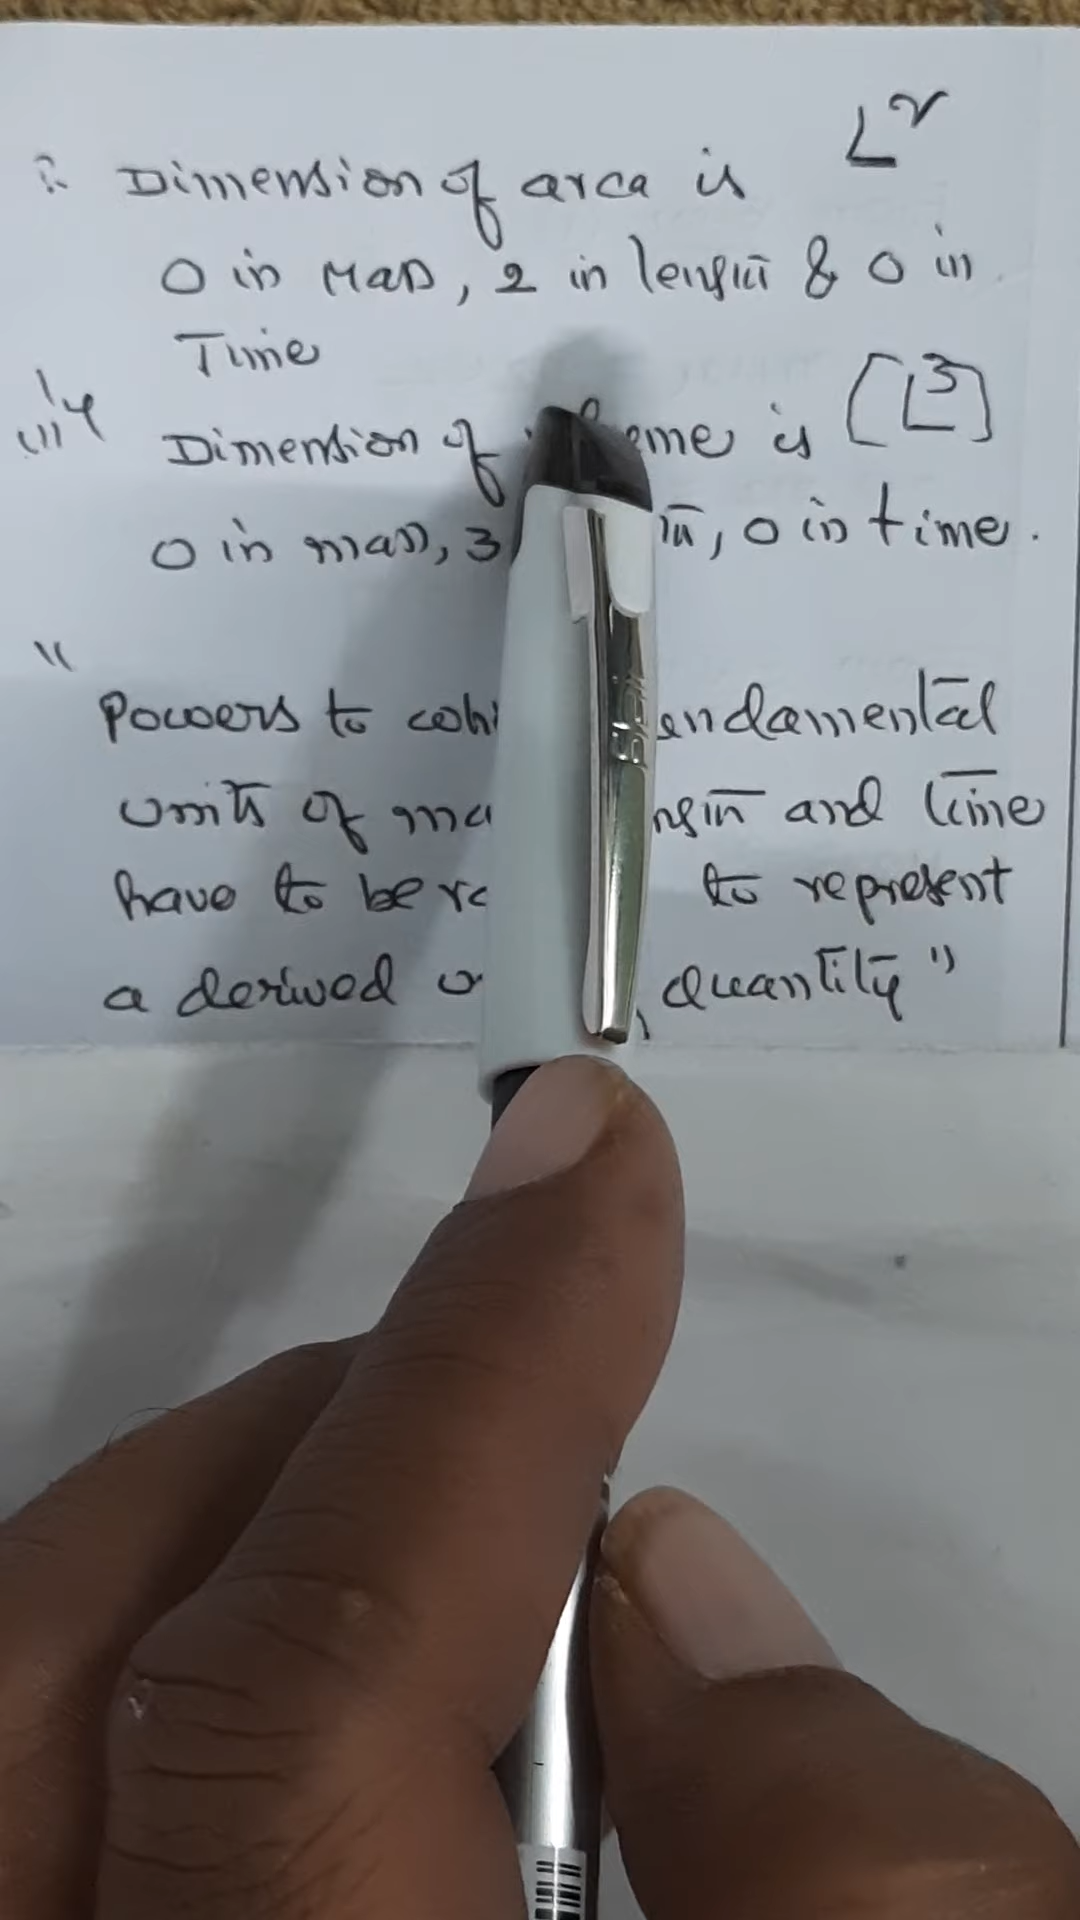 L²
∴ Dimension of area is
0 in Mass, 2 in length & 0 in
Time
[L³]
|||ly Dimension of is
0 in mass, 3 , 0 in time.
"Powers to fundamental
units of and time
have to be to represent
a derived quantity"